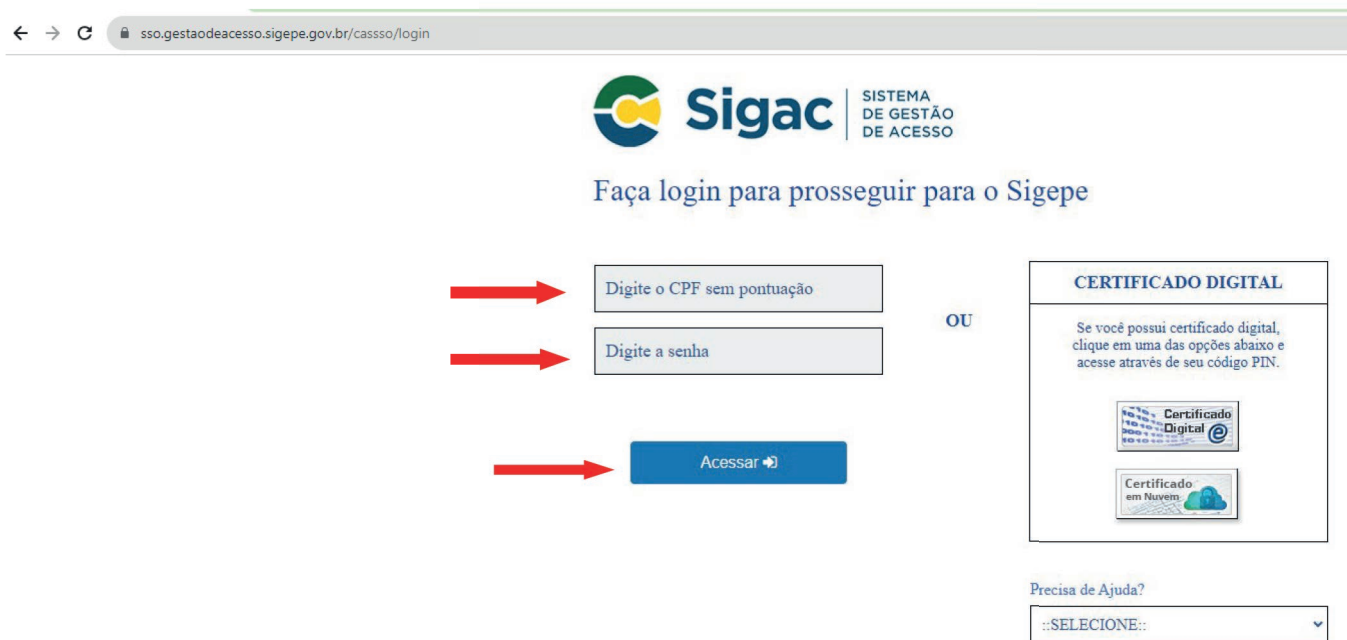 sso.gestaodeacesso.sigepe.gov.br/cassso/login
Sigac
SISTEMA
DE GESTÃO
DE ACESSO
Faça login para prosseguir para o Sigepe
Digite o CPF sem pontuação
Digite a senha
Acessar
OU
CERTIFICADO DIGITAL
Se você possui certificado digital,
clique em uma das opções abaixo e
acesse através de seu código PIN.
Certificado
Digital
Certificado
em Nuvem
Precisa de Ajuda?
::SELECIONE::